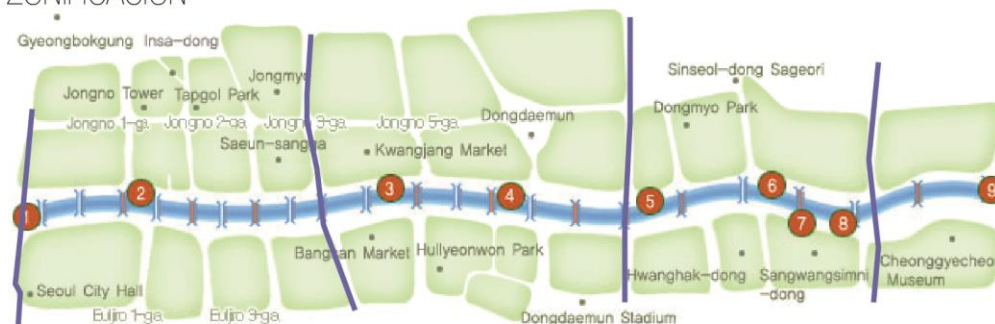 ZONIFICACIÓN
Gyeongbokgung Insa-dong
Jongmyo
Jongno Tower Tapgol Park
Jongno 1-ga. Jongno 2-ga. Jongno 3-ga. Jongno 5-ga.
Saeun-sangga
Kwangjang Market
Dongdaemun
Sinseol-dong Sageori
Dongmyo Park
1 2 3 4 5 6 7 8 9
Bangsan Market
Hullyeonwon Park
Hwanghak-dong
Sangwangsimni
-dong
Cheonggyecheon
Museum
Seoul City Hall
Euljiro 1-ga. Euljiro 3-ga.
Dongdaemun Stadium